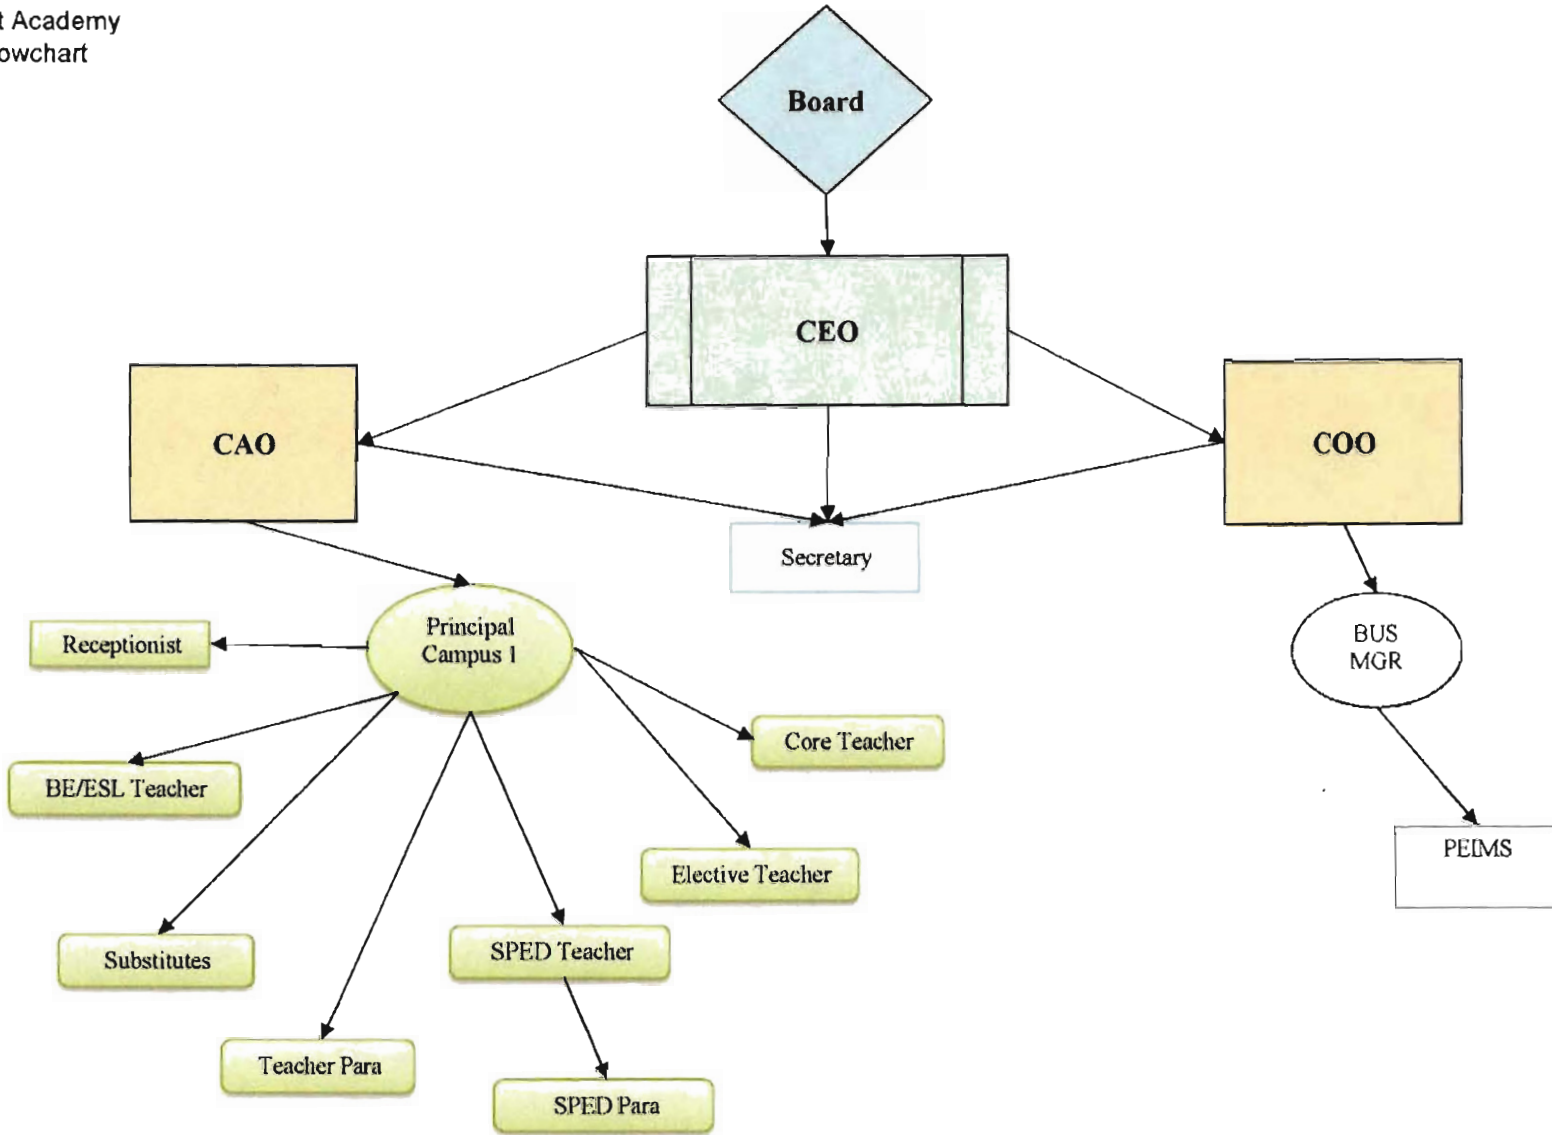 t Academy
owchart
Board
CEO
CAO
COO
Secretary
Principal
Campus 1
Receptionist
BUS
MGR
Core Teacher
BE/ESL Teacher
PEIMS
Elective Teacher
SPED Teacher
Substitutes
Teacher Para
SPED Para